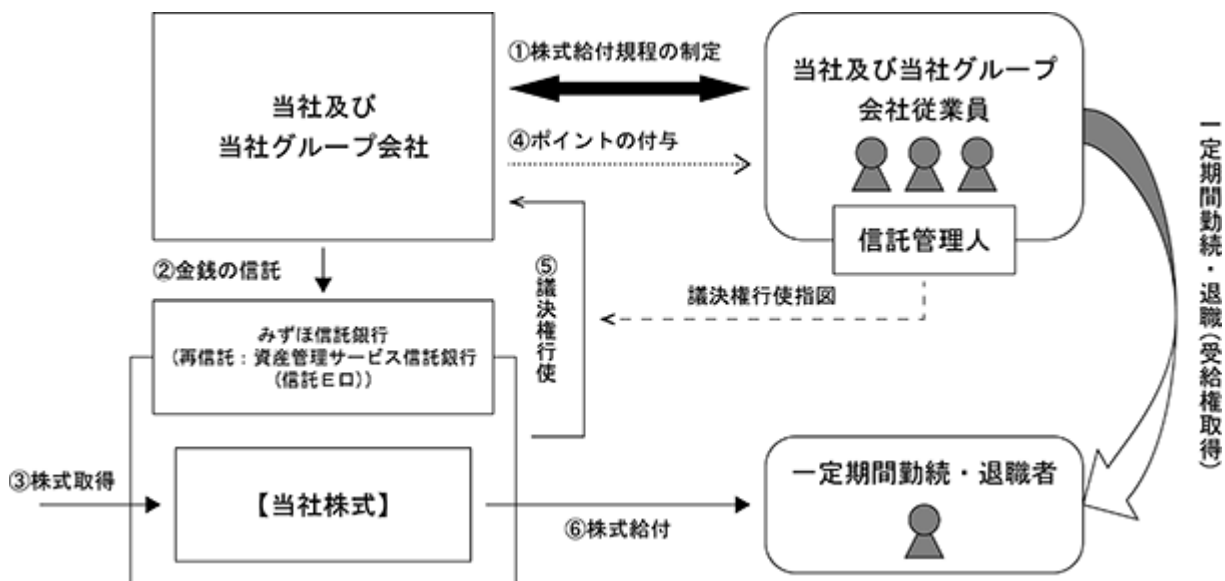 当社及び
当社グループ会社
①株式給付規程の制定
④ポイントの付与
当社及び当社グループ
会社従業員
信託管理人
②金銭の信託
⑤議決権行使
議決権行使指図
一定期間勤続・退職(受給権取得)
みずほ信託銀行
(再信託：資産管理サービス信託銀行
(信託Ｅ口))
③株式取得
【当社株式】
⑥株式給付
一定期間勤続・退職者